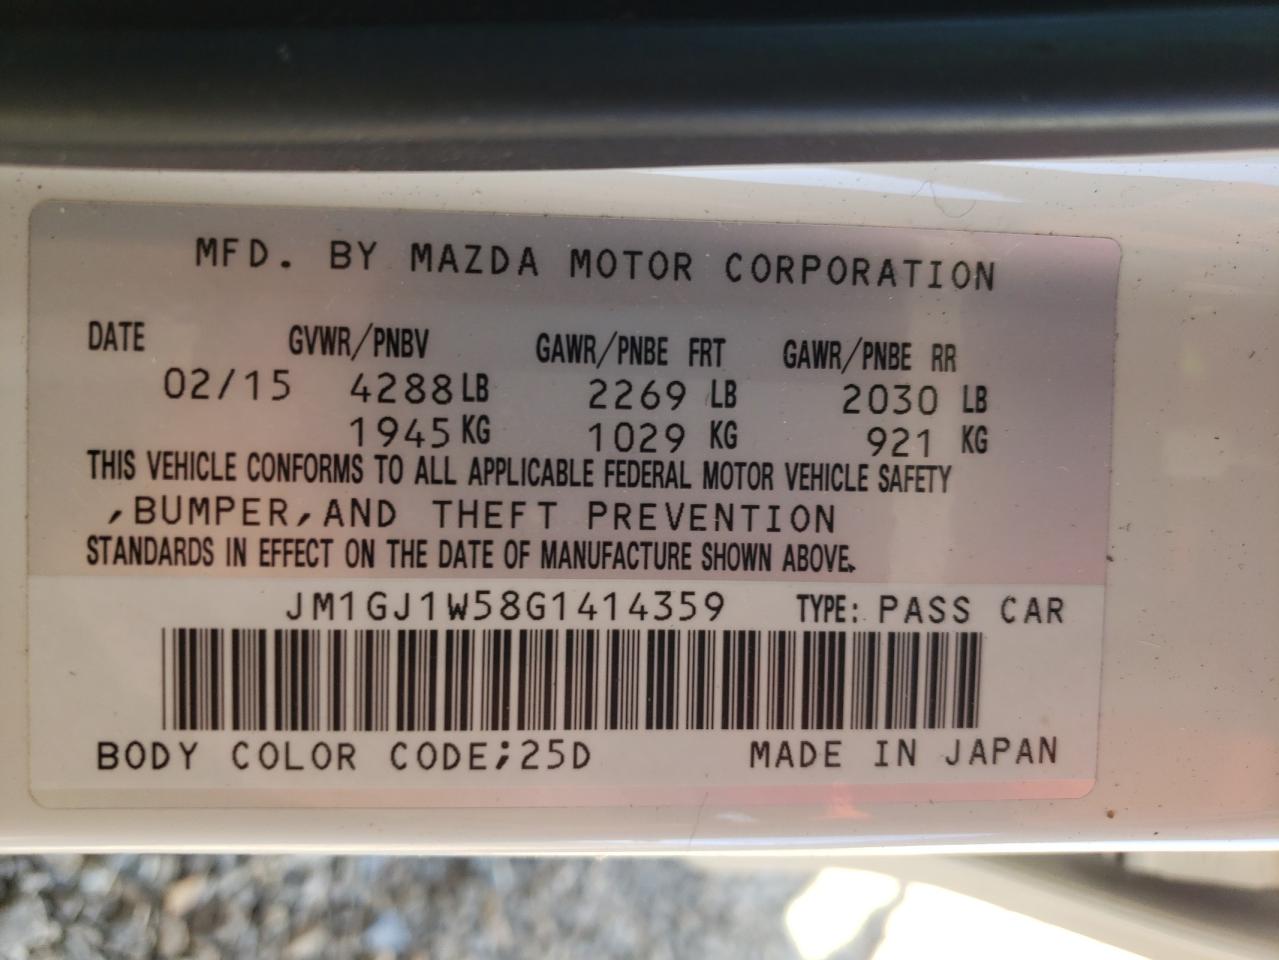 MFD. BY MAZDA MOTOR CORPORATION
DATE GVWR/PNBV GAWR/PNBE FRT GAWR/PNBE RR
02/15 4288 LB 2269 LB 2030 LB
1945 KG 1029 KG 921 KG
THIS VEHICLE CONFORMS TO ALL APPLICABLE FEDERAL MOTOR VEHICLE SAFETY
,BUMPER,AND THEFT PREVENTION
STANDARDS IN EFFECT ON THE DATE OF MANUFACTURE SHOWN ABOVE.
JM1GJ1W58G1414359 TYPE: PASS CAR
BODY COLOR CODE;25D MADE IN JAPAN